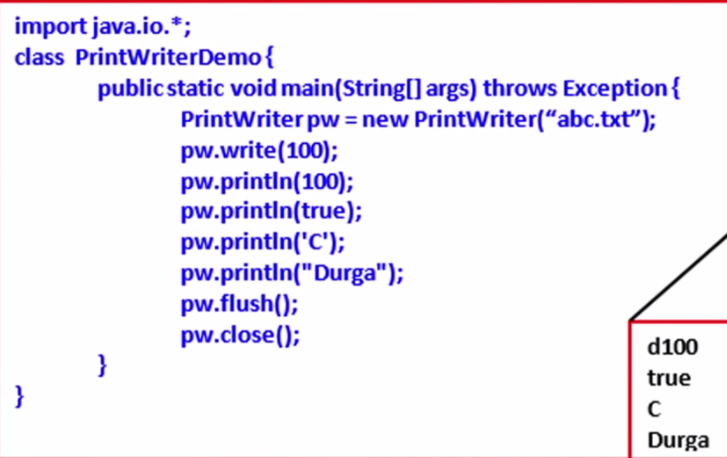 import java.io.*;
class PrintWriterDemo{
public static void main(String[] args) throws Exception{
PrintWriter pw = new PrintWriter(“abc.txt”);
pw.write(100);
pw.println(100);
pw.println(true);
pw.println('C');
pw.println("Durga");
pw.flush();
pw.close();
}
}
d100
true
C
Durga